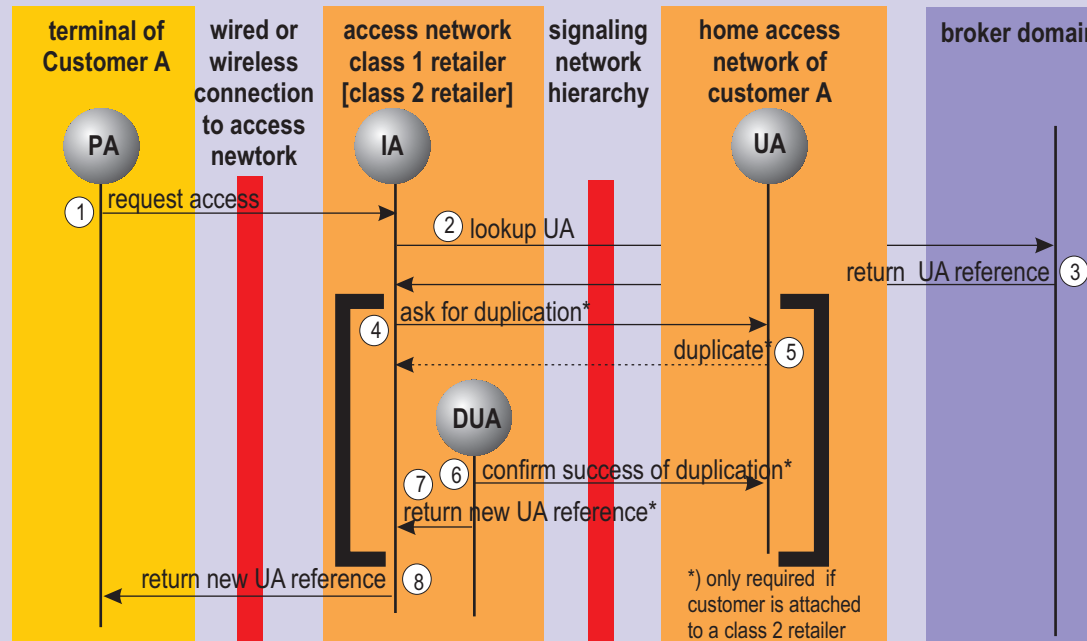 terminal of
Customer A
wired or
wireless
connection
to access
newtork
access network
class 1 retailer
[class 2 retailer]
signaling
network
hierarchy
home access
network of
customer A
broker domain
PA
IA
UA
1 request access
2 lookup UA
return UA reference 3
4 ask for duplication*
duplicate* 5
DUA
6 confirm success of duplication*
7
return new UA reference*
return new UA reference 8
*) only required if
customer is attached
to a class 2 retailer